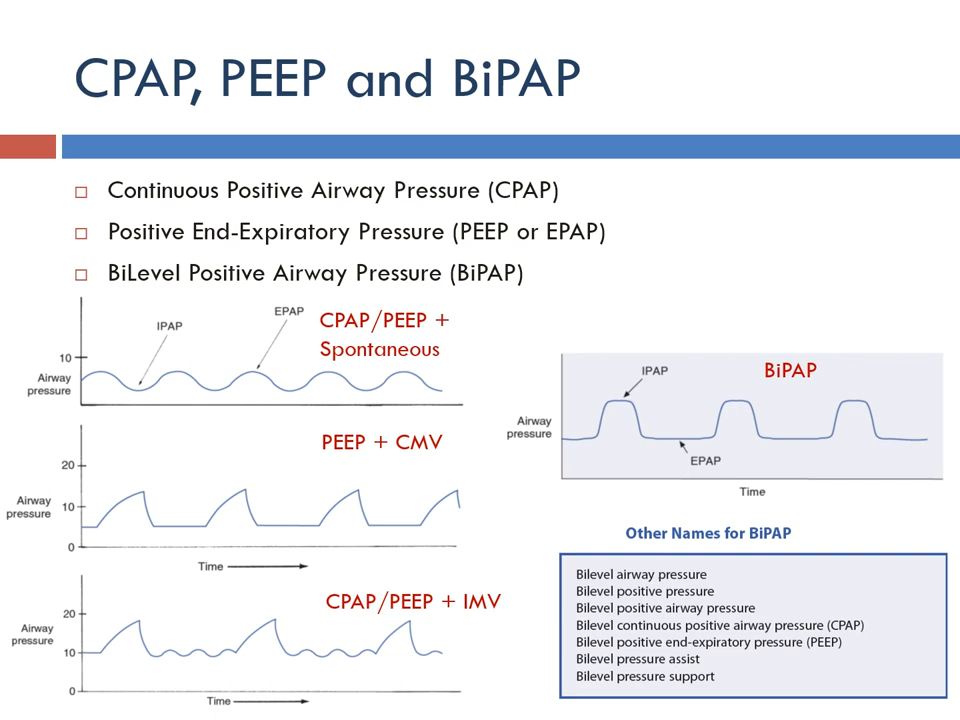 CPAP, PEEP and BiPAP
Continuous Positive Airway Pressure (CPAP)
Positive End-Expiratory Pressure (PEEP or EPAP)
BiLevel Positive Airway Pressure (BiPAP)
IPAP
EPAP
CPAP/PEEP +
Spontaneous
10
Airway
pressure
PEEP + CMV
20
Airway
pressure
10
0
Time
CPAP/PEEP + IMV
20
Airway
pressure
10
0
Time
BiPAP
IPAP
Airway
pressure
EPAP
Time
Other Names for BiPAP
Bilevel airway pressure
Bilevel positive pressure
Bilevel positive airway pressure
Bilevel continuous positive airway pressure (CPAP)
Bilevel positive end-expiratory pressure (PEEP)
Bilevel pressure assist
Bilevel pressure support